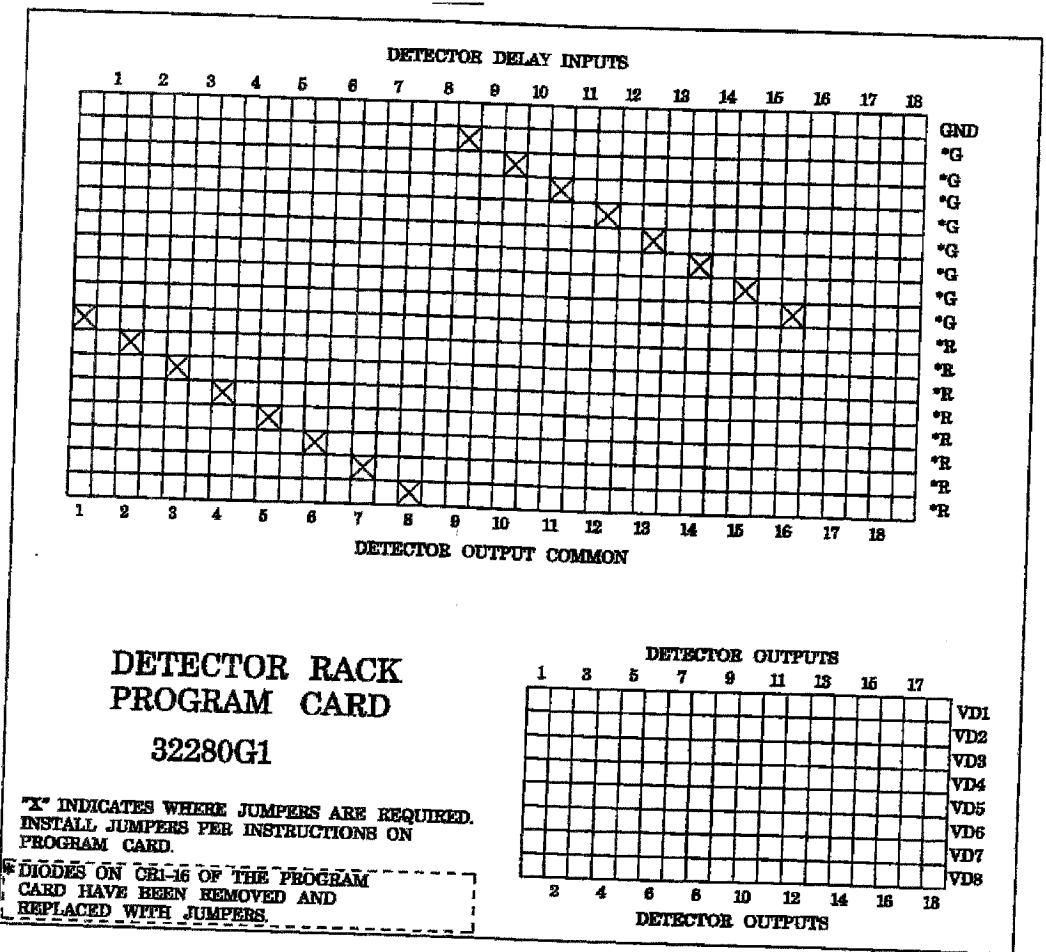 DETECTOR DELAY INPUTS
1 2 3 4 5 6 7 8 9 10 11 12 13 14 15 16 17 18
GND
*G
*G
*G
*G
*G
*G
*G
*G
*R
*R
*R
*R
*R
*R
*R
*R
1 2 3 4 5 6 7 8 9 10 11 12 13 14 15 16 17 18
DETECTOR OUTPUT COMMON
DETECTOR RACK
PROGRAM CARD
32280G1
"X" INDICATES WHERE JUMPERS ARE REQUIRED.
INSTALL JUMPERS PER INSTRUCTIONS ON
PROGRAM CARD.
* DIODES ON CR1-16 OF THE PROGRAM
CARD HAVE BEEN REMOVED AND
REPLACED WITH JUMPERS.
DETECTOR OUTPUTS
1 3 5 7 9 11 13 15 17
VD1
VD2
VD3
VD4
VD5
VD6
VD7
VD8
2 4 6 8 10 12 14 16 18
DETECTOR OUTPUTS